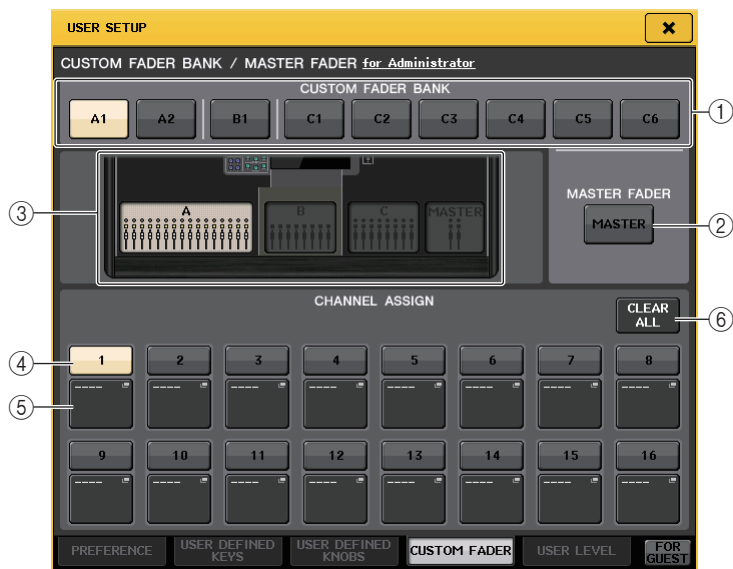 USER SETUP
CUSTOM FADER BANK / MASTER FADER for Administrator
CUSTOM FADER BANK
A1 A2 B1 C1 C2 C3 C4 C5 C6
①
③
A B C MASTER
MASTER FADER
MASTER
②
CHANNEL ASSIGN
CLEAR ALL
⑥
④
1 2 3 4 5 6 7 8
⑤
---- ---- ---- ---- ---- ---- ---- ----
9 10 11 12 13 14 15 16
---- ---- ---- ---- ---- ---- ---- ----
PREFERENCE USER DEFINED KEYS USER DEFINED KNOBS CUSTOM FADER USER LEVEL FOR GUEST